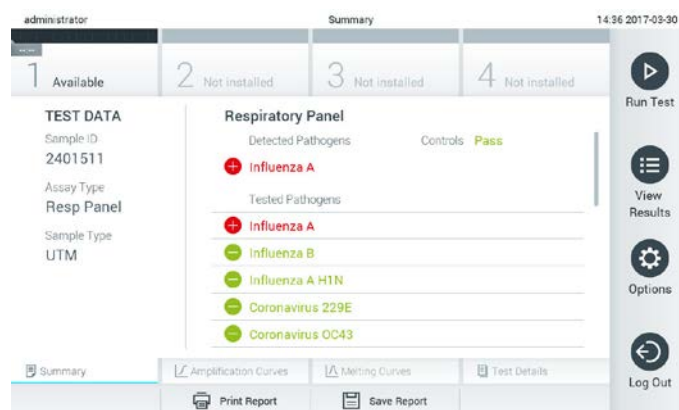 administrator Summary 14:36 2017-03-30
1 Available 2 Not installed 3 Not installed 4 Not installed
Run Test
TEST DATA
Sample ID
2401511
Assay Type
Resp Panel
Sample Type
UTM
Respiratory Panel
Detected Pathogens Controls Pass
Influenza A
Tested Pathogens
Influenza A
Influenza B
Influenza A H1N
Coronavirus 229E
Coronavirus OC43
View
Results
Options
Log Out
Summary Amplification Curves Melting Curves Test Details
Print Report Save Report